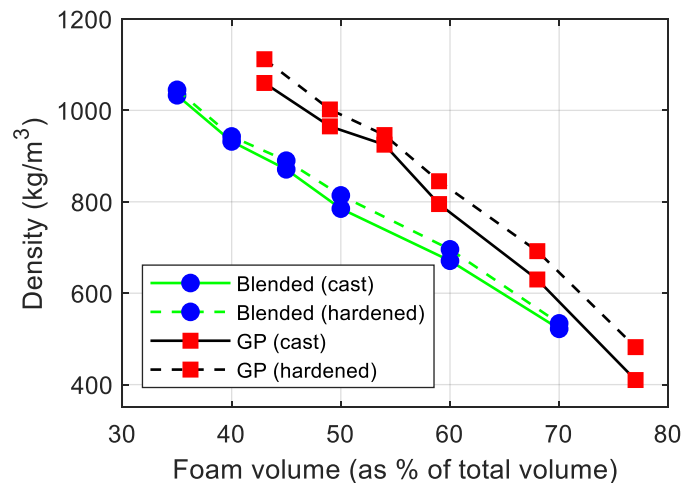 1200
1000
800
600
400
Density (kg/m³)
Blended (cast)
Blended (hardened)
GP (cast)
GP (hardened)
30 40 50 60 70 80
Foam volume (as % of total volume)